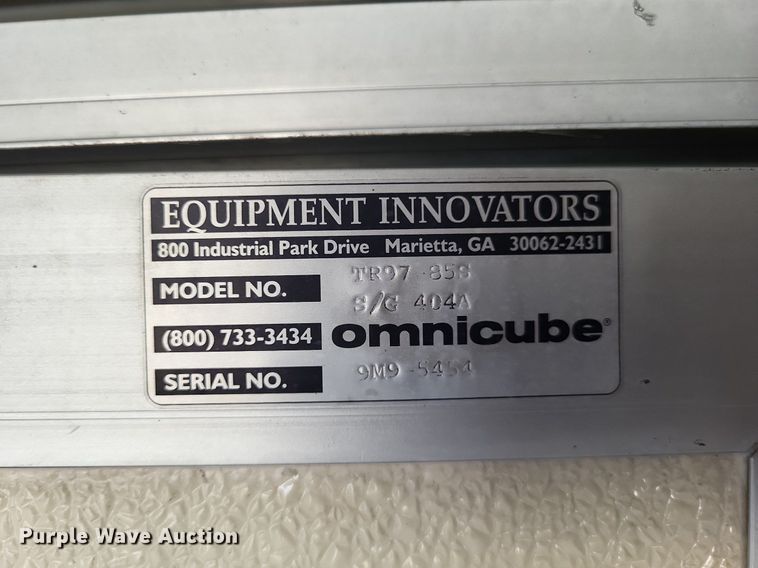 EQUIPMENT INNOVATORS
800 Industrial Park Drive Marietta, GA 30062-2431
TR97-85S
MODEL NO.
S/G 404A
(800) 733-3434 omnicube®
SERIAL NO. 9M9-5454
Purple Wave Auction®